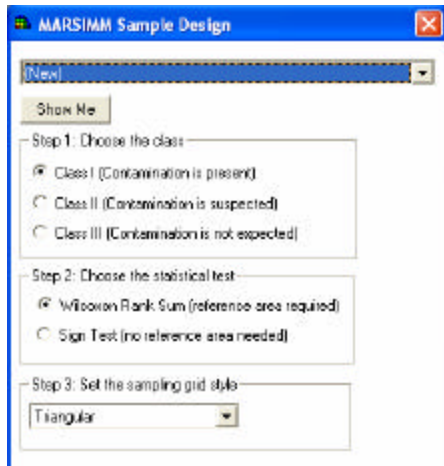 MARSIMM Sample Design
(New)
Show Me
Step 1: Choose the class
Class I (Contamination is present)
Class II (Contamination is suspected)
Class III (Contamination is not expected)
Step 2: Choose the statistical test
Wilcoxon Rank Sum (reference area required)
Sign Test (no reference area needed)
Step 3: Set the sampling grid style
Triangular